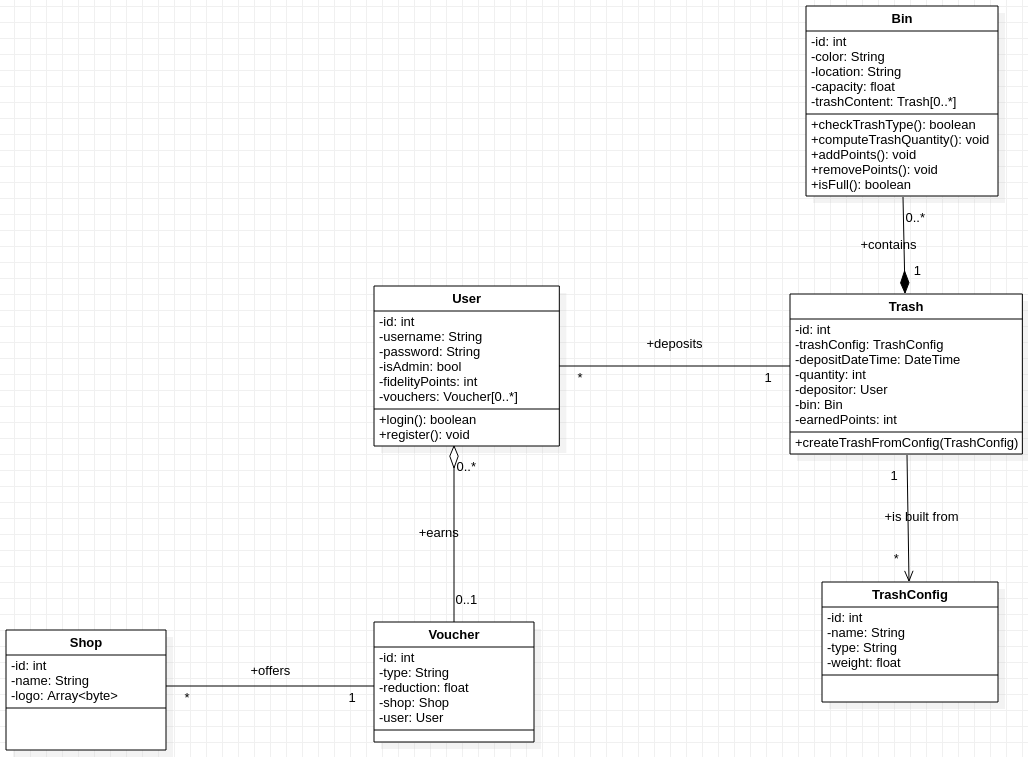 Bin
-id: int
-color: String
-location: String
-capacity: float
-trashContent: Trash[0..*]
+checkTrashType(): boolean
+computeTrashQuantity(): void
+addPoints(): void
+removePoints(): void
+isFull(): boolean
0..*
+contains
1
User
-id: int
-username: String
-password: String
-isAdmin: bool
-fidelityPoints: int
-vouchers: Voucher[0..*]
+login(): boolean
+register(): void
+deposits
*
1
Trash
-id: int
-trashConfig: TrashConfig
-depositDateTime: DateTime
-quantity: int
-depositor: User
-bin: Bin
-earnedPoints: int
+createTrashFromConfig(TrashConfig)
0..*
+earns
0..1
1
+is built from
*
TrashConfig
-id: int
-name: String
-type: String
-weight: float
Shop
-id: int
-name: String
-logo: Array<byte>
+offers
*
1
Voucher
-id: int
-type: String
-reduction: float
-shop: Shop
-user: User